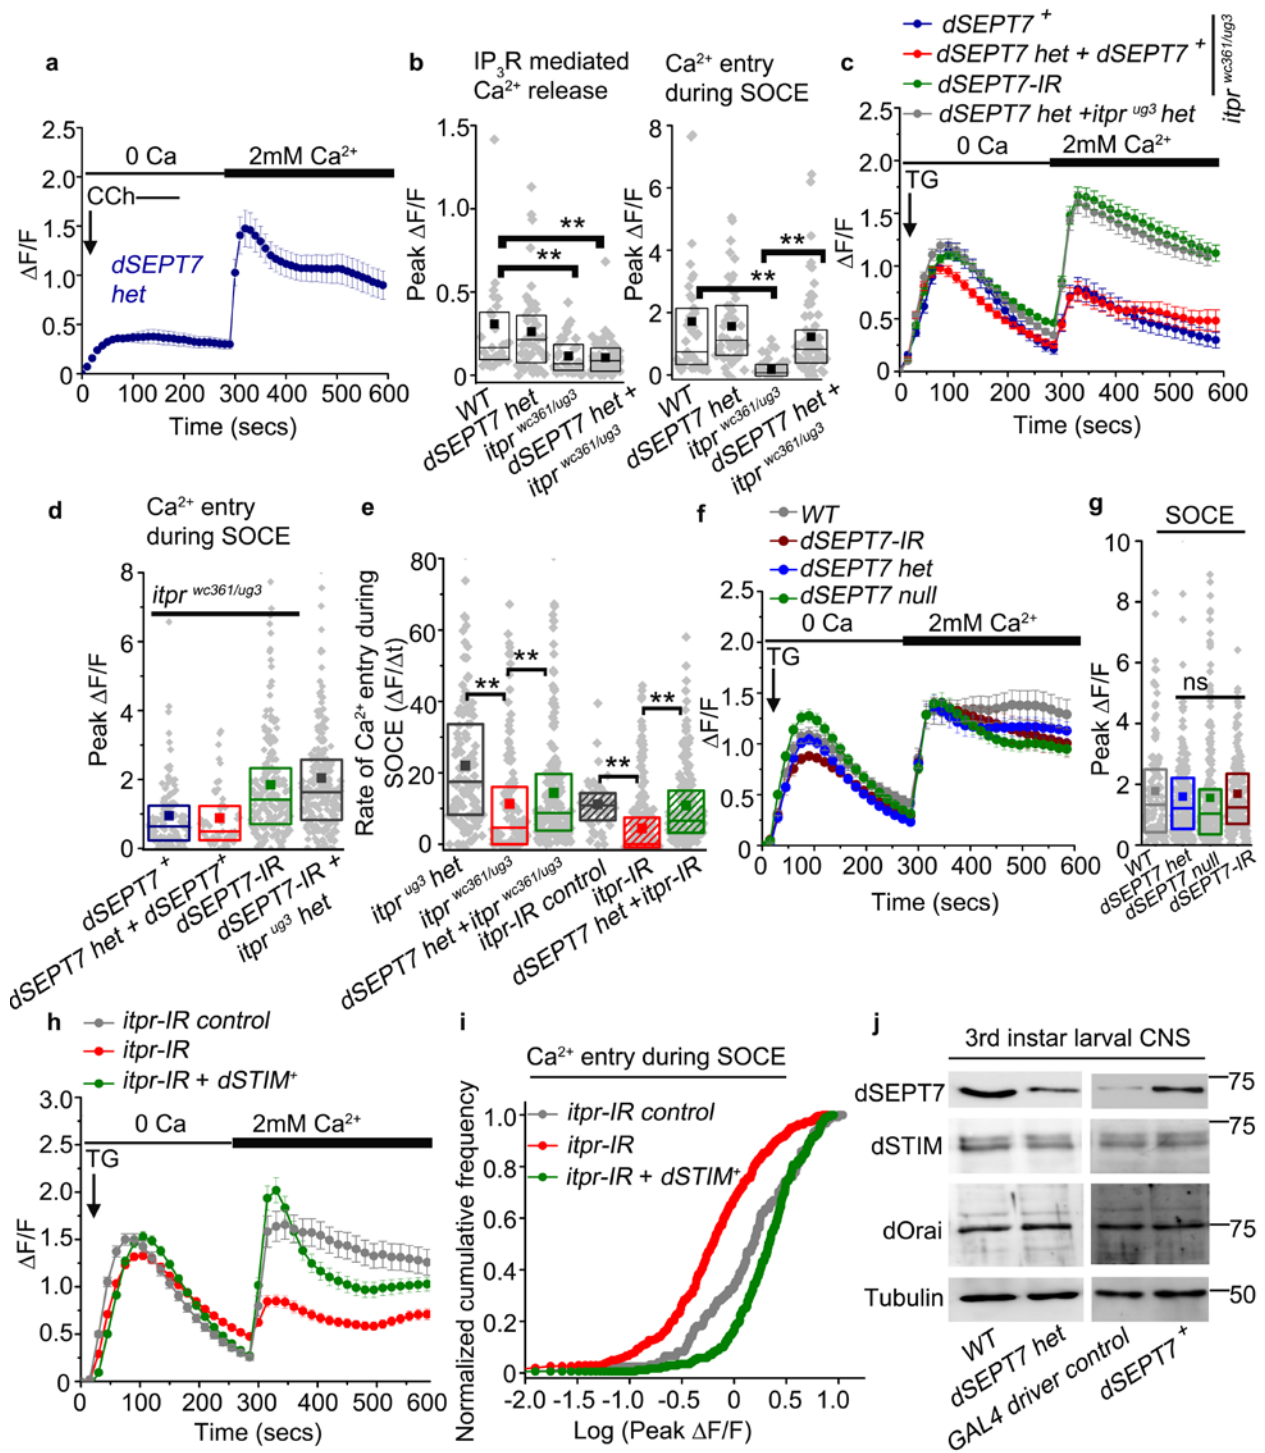 a
2.5
2.0
1.5
1.0
0.5
0
ΔF/F
0 Ca
2mM Ca²⁺
CCh
dSEPT7
het
0 100 200 300 400 500 600
Time (secs)
b
IP₃R mediated
Ca²⁺ release
Ca²⁺ entry
during SOCE
1.5
1.0
0.5
0
Peak ΔF/F
**
**
WT
dSEPT7 het
itpr wc361/ug3
dSEPT7 het +
itpr wc361/ug3
8
6
4
2
0
Peak ΔF/F
**
**
WT
dSEPT7 het
itpr wc361/ug3
dSEPT7 het +
itpr wc361/ug3
c
dSEPT7 ⁺
dSEPT7 het + dSEPT7 ⁺
dSEPT7-IR
dSEPT7 het +itpr ug3 het
itpr wc361/ug3
2.5
2.0
1.5
1.0
0.5
0
ΔF/F
0 Ca
2mM Ca²⁺
TG
0 100 200 300 400 500 600
Time (secs)
d
Ca²⁺ entry
during SOCE
8
6
4
2
0
Peak ΔF/F
itpr wc361/ug3
dSEPT7 ⁺
dSEPT7 het + dSEPT7⁺
dSEPT7-IR
dSEPT7-IR +
itpr ug3 het
e
80
60
40
20
0
Rate of Ca²⁺ entry during
SOCE (ΔF/Δt)
**
**
**
**
itpr ug3 het
itpr wc361/ug3
dSEPT7 het +itpr wc361/ug3
itpr-IR control
itpr-IR
dSEPT7 het +itpr-IR
f
WT
dSEPT7-IR
dSEPT7 het
dSEPT7 null
2.5
2.0
1.5
1.0
0.5
0
ΔF/F
0 Ca
2mM Ca²⁺
TG
0 100 200 300 400 500 600
Time (secs)
g
SOCE
10
8
6
4
2
0
Peak ΔF/F
ns
WT
dSEPT7 het
dSEPT7 null
dSEPT7-IR
h
itpr-IR control
itpr-IR
itpr-IR + dSTIM⁺
3.0
2.5
2.0
1.5
1.0
0.5
0
ΔF/F
0 Ca
2mM Ca²⁺
TG
0 100 200 300 400 500 600
Time (secs)
i
Ca²⁺ entry during SOCE
itpr-IR control
itpr-IR
itpr-IR + dSTIM⁺
1.0
0.8
0.6
0.4
0.2
0
Normalized cumulative frequency
-2.0 -1.5 -1.0 -0.5 0 0.5 1.0
Log (Peak ΔF/F)
j
3rd instar larval CNS
dSEPT7
75
75
dSTIM
dOrai
75
Tubulin
50
WT
dSEPT7 het
GAL4 driver control
dSEPT7 ⁺